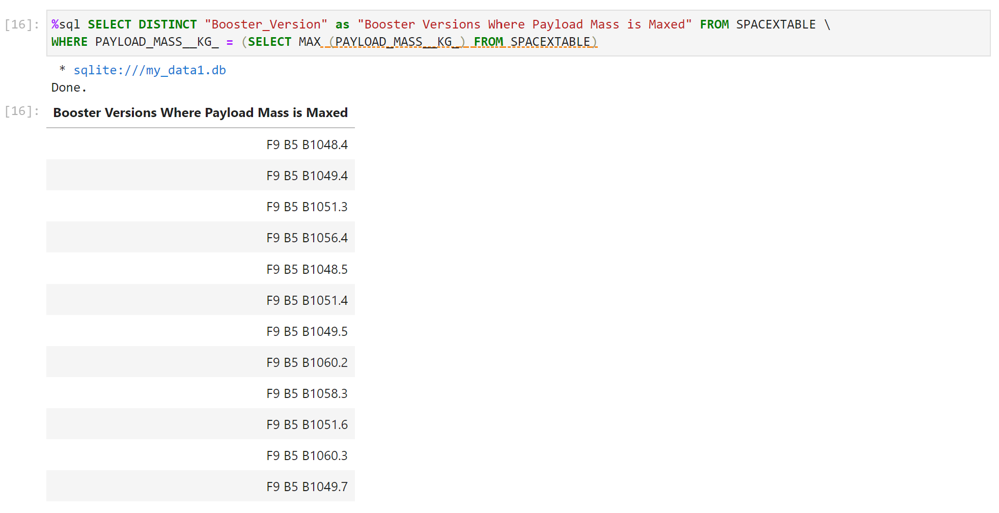 [16]: %sql SELECT DISTINCT "Booster_Version" as "Booster Versions Where Payload Mass is Maxed" FROM SPACEXTABLE \
WHERE PAYLOAD_MASS__KG_ = (SELECT MAX (PAYLOAD_MASS__KG_) FROM SPACEXTABLE)
* sqlite:///my_data1.db
Done.
[16]: Booster Versions Where Payload Mass is Maxed
F9 B5 B1048.4
F9 B5 B1049.4
F9 B5 B1051.3
F9 B5 B1056.4
F9 B5 B1048.5
F9 B5 B1051.4
F9 B5 B1049.5
F9 B5 B1060.2
F9 B5 B1058.3
F9 B5 B1051.6
F9 B5 B1060.3
F9 B5 B1049.7